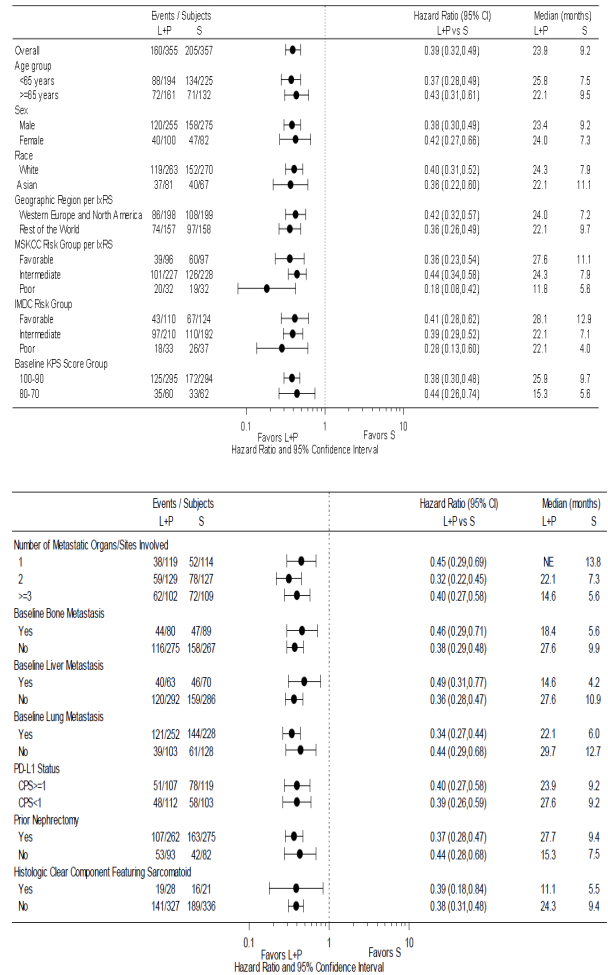 Events / Subjects Hazard Ratio (95% CI) Median (months)
L+P S L+P vs S L+P S
Overall 160/355 205/357 0.39 (0.32,0.49) 23.9 9.2
Age group
<65 years 88/194 134/225 0.37 (0.28,0.49) 25.8 7.5
>=65 years 72/161 71/132 0.43 (0.31,0.61) 22.1 9.5
Sex
Male 120/255 158/275 0.38 (0.30,0.49) 23.4 9.2
Female 40/100 47/82 0.42 (0.27,0.66) 24.0 7.3
Race
White 119/263 152/270 0.40 (0.31,0.52) 24.3 7.9
Asian 37/81 40/67 0.36 (0.22,0.60) 22.1 11.1
Geographic Region per IxRS
Western Europe and North America 86/198 108/199 0.42 (0.32,0.57) 24.0 7.2
Rest of the World 74/157 97/158 0.36 (0.26,0.49) 22.1 9.7
MSKCC Risk Group per IxRS
Favorable 39/96 60/97 0.36 (0.23,0.54) 27.6 11.1
Intermediate 101/227 126/228 0.44 (0.34,0.58) 24.3 7.9
Poor 20/32 19/32 0.18 (0.08,0.42) 11.8 5.6
IMDC Risk Group
Favorable 43/110 67/124 0.41 (0.28,0.62) 28.1 12.9
Intermediate 97/210 110/192 0.39 (0.29,0.52) 22.1 7.1
Poor 18/33 26/37 0.28 (0.13,0.60) 22.1 4.0
Baseline KPS Score Group
100-90 125/295 172/294 0.38 (0.30,0.48) 25.9 9.7
80-70 35/60 33/62 0.44 (0.26,0.74) 15.3 5.6
0.1 1 10
Favors L+P Favors S
Hazard Ratio and 95% Confidence Interval
Events / Subjects Hazard Ratio (95% CI) Median (months)
L+P S L+P vs S L+P S
Number of Metastatic Organs/Sites Involved
1 38/119 52/114 0.45 (0.29,0.69) NE 13.8
2 59/129 78/127 0.32 (0.22,0.45) 22.1 7.3
>=3 62/102 72/109 0.40 (0.27,0.58) 14.6 5.6
Baseline Bone Metastasis
Yes 44/80 47/89 0.46 (0.29,0.71) 18.4 5.6
No 116/275 158/267 0.38 (0.29,0.48) 27.6 9.9
Baseline Liver Metastasis
Yes 40/63 46/70 0.49 (0.31,0.77) 14.6 4.2
No 120/292 159/286 0.36 (0.28,0.47) 27.6 10.9
Baseline Lung Metastasis
Yes 121/252 144/228 0.34 (0.27,0.44) 22.1 6.0
No 39/103 61/128 0.44 (0.29,0.68) 29.7 12.7
PD-L1 Status
CPS>=1 51/107 78/119 0.40 (0.27,0.58) 23.9 9.2
CPS<1 48/112 58/103 0.39 (0.26,0.59) 27.6 9.2
Prior Nephrectomy
Yes 107/262 163/275 0.37 (0.28,0.47) 27.7 9.4
No 53/93 42/82 0.44 (0.28,0.68) 15.3 7.5
Histologic Clear Component Featuring Sarcomatoid
Yes 19/28 16/21 0.39 (0.18,0.84) 11.1 5.5
No 141/327 189/336 0.38 (0.31,0.48) 24.3 9.4
0.1 1 10
Favors L+P Favors S
Hazard Ratio and 95% Confidence Interval